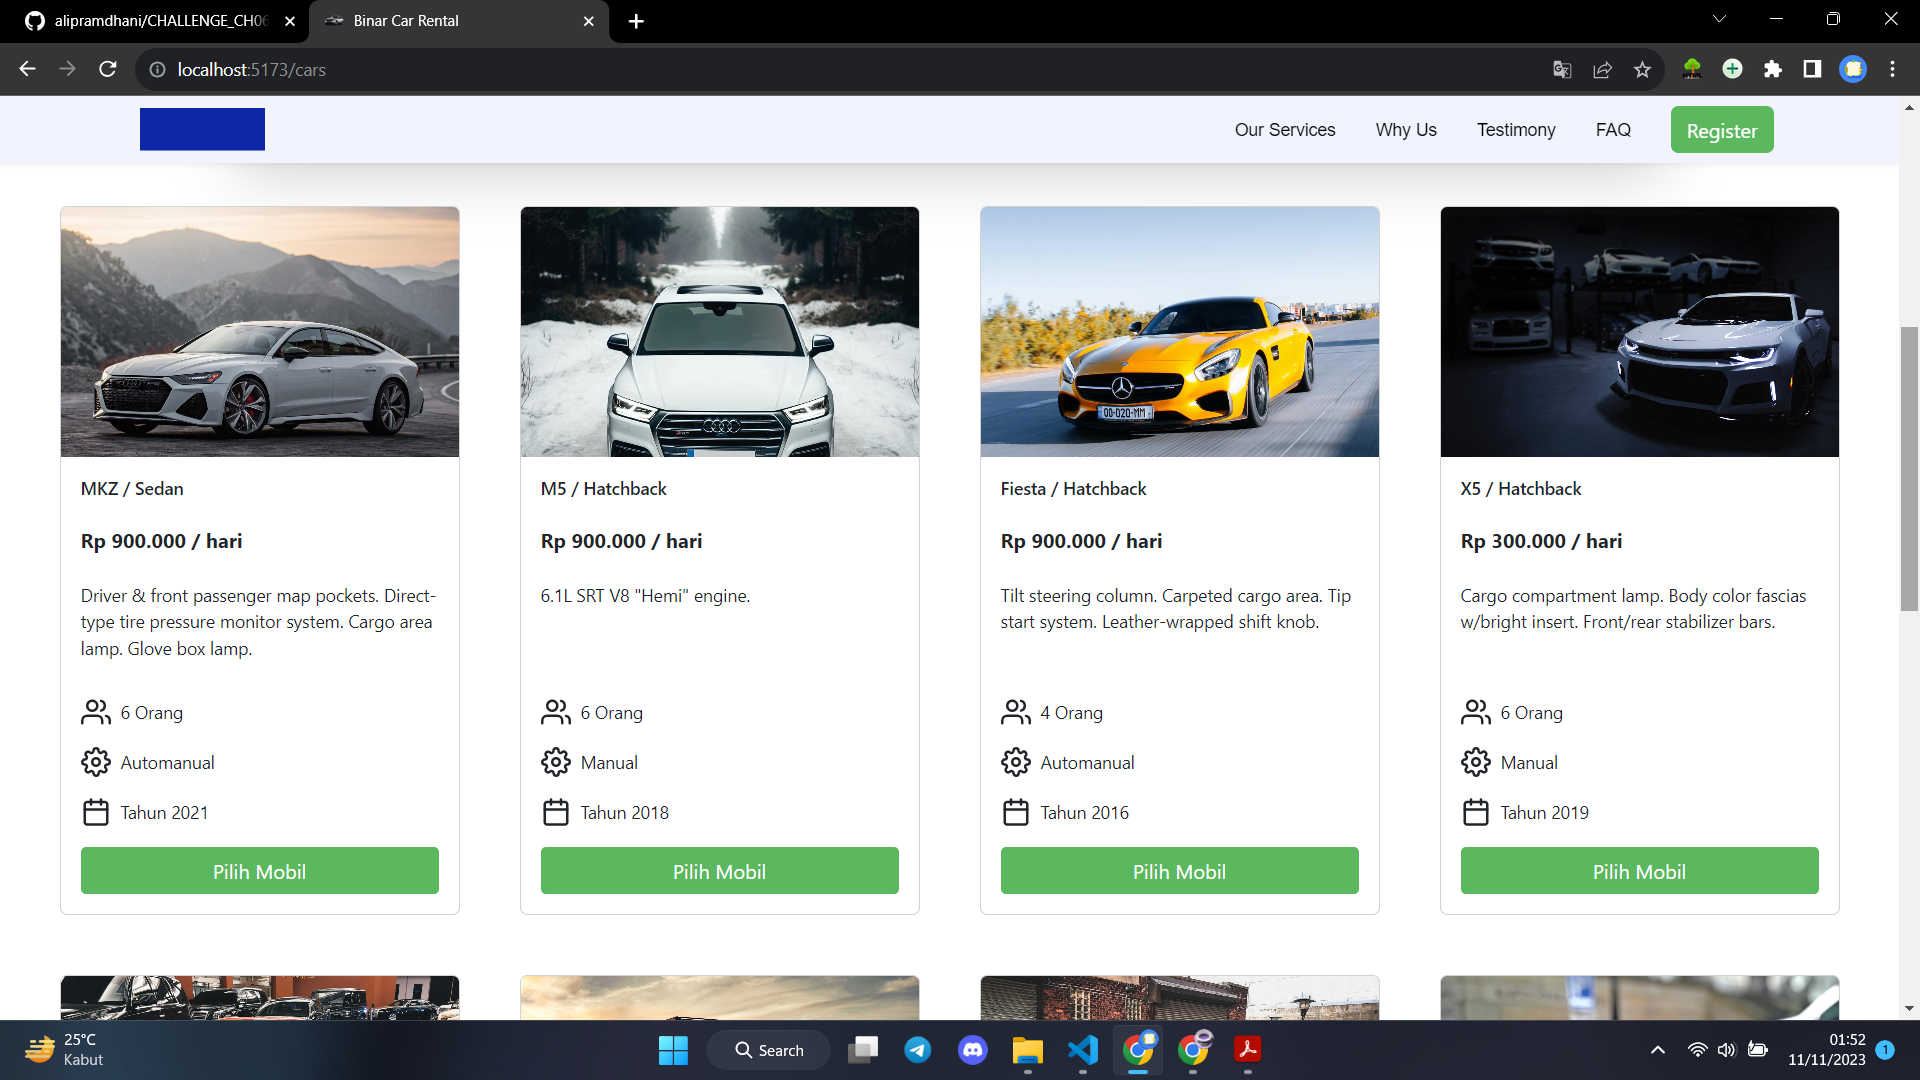 alipramdhani/CHALLENGE_CH06
Binar Car Rental
localhost:5173/cars
Our Services
Why Us
Testimony
FAQ
Register
00-020-MM
MKZ / Sedan
Rp 900.000 / hari
Driver & front passenger map pockets. Direct-
type tire pressure monitor system. Cargo area
lamp. Glove box lamp.
6 Orang
Automanual
Tahun 2021
Pilih Mobil
M5 / Hatchback
Rp 900.000 / hari
6.1L SRT V8 "Hemi" engine.
6 Orang
Manual
Tahun 2018
Pilih Mobil
Fiesta / Hatchback
Rp 900.000 / hari
Tilt steering column. Carpeted cargo area. Tip
start system. Leather-wrapped shift knob.
4 Orang
Automanual
Tahun 2016
Pilih Mobil
X5 / Hatchback
Rp 300.000 / hari
Cargo compartment lamp. Body color fascias
w/bright insert. Front/rear stabilizer bars.
6 Orang
Manual
Tahun 2019
Pilih Mobil
25°C
Kabut
Search
01:52
11/11/2023
1